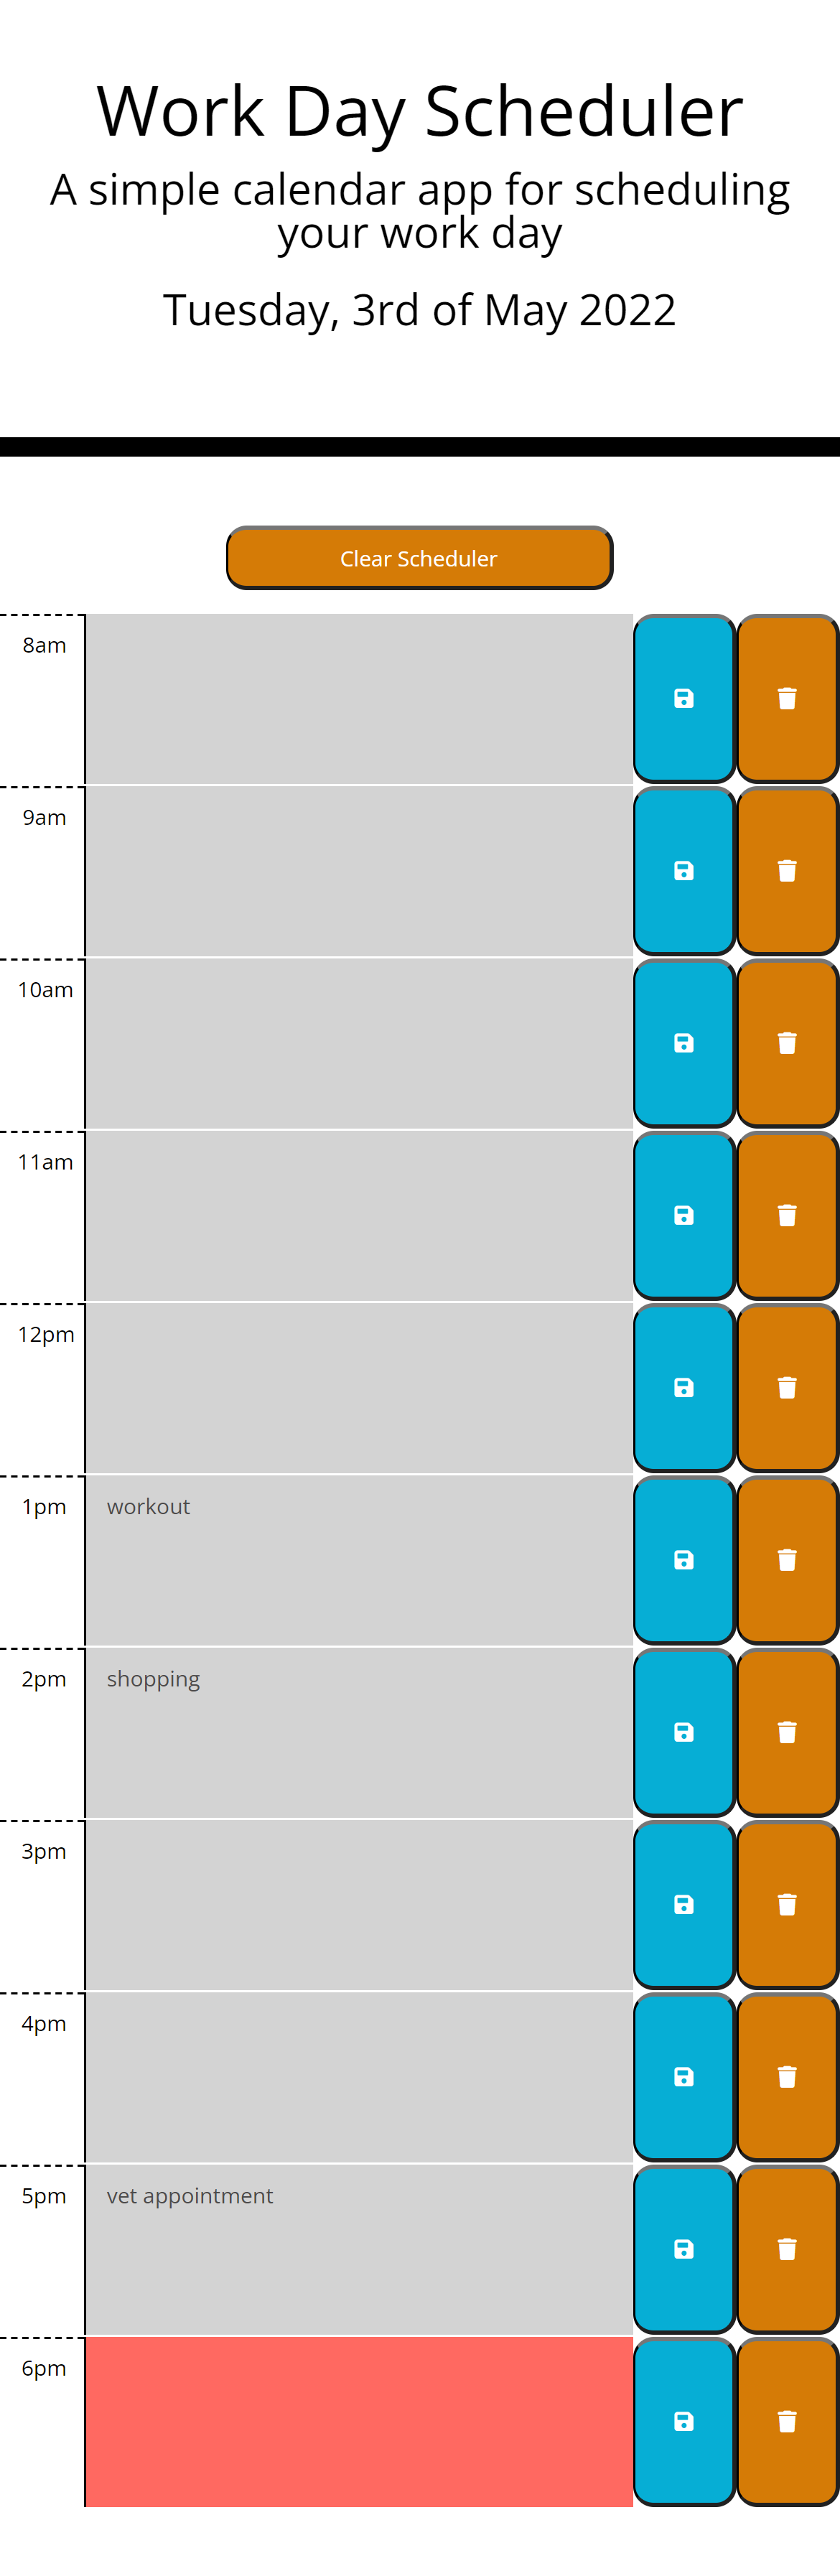 Work Day Scheduler
A simple calendar app for scheduling
your work day
Tuesday, 3rd of May 2022
Clear Scheduler
8am
9am
10am
11am
12pm
1pm workout
2pm shopping
3pm
4pm
5pm vet appointment
6pm